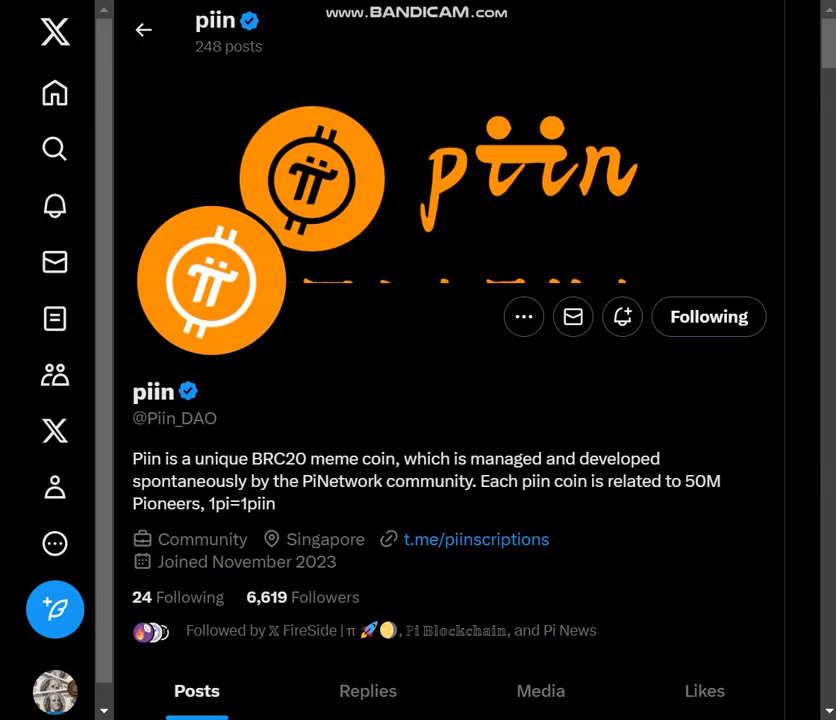 www.BANDICAM.com
piin
248 posts
piin
Following
piin
@Piin_DAO
Piin is a unique BRC20 meme coin, which is managed and developed
spontaneously by the PiNetwork community. Each piin coin is related to 50M
Pioneers, 1pi=1piin
Community Singapore t.me/piinscriptions
Joined November 2023
24 Following 6,619 Followers
Followed by 𝕏 FireSide | π 🚀🌖, ℙi 𝔹lockchain, and Pi News
Posts Replies Media Likes